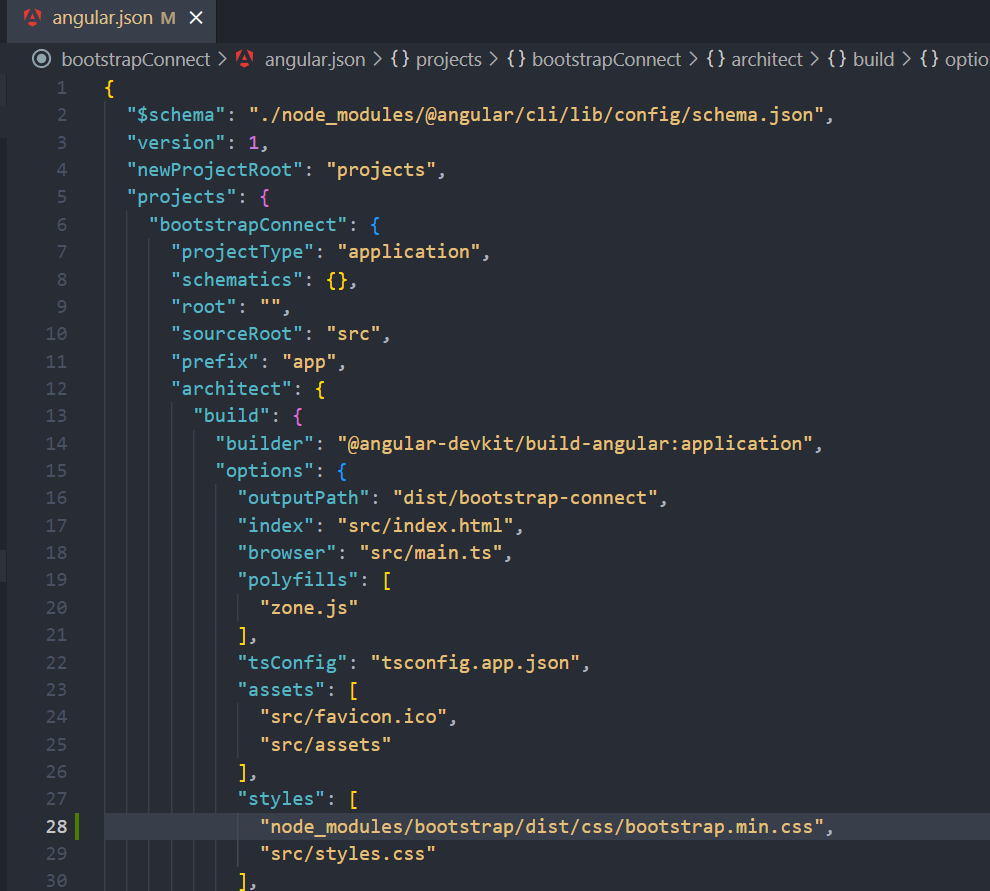 angular.json M
bootstrapConnect > angular.json > {} projects > {} bootstrapConnect > {} architect > {} build > {} optio
1 {
2 "$schema": "./node_modules/@angular/cli/lib/config/schema.json",
3 "version": 1,
4 "newProjectRoot": "projects",
5 "projects": {
6 "bootstrapConnect": {
7 "projectType": "application",
8 "schematics": {},
9 "root": "",
10 "sourceRoot": "src",
11 "prefix": "app",
12 "architect": {
13 "build": {
14 "builder": "@angular-devkit/build-angular:application",
15 "options": {
16 "outputPath": "dist/bootstrap-connect",
17 "index": "src/index.html",
18 "browser": "src/main.ts",
19 "polyfills": [
20 "zone.js"
21 ],
22 "tsConfig": "tsconfig.app.json",
23 "assets": [
24 "src/favicon.ico",
25 "src/assets"
26 ],
27 "styles": [
28 "node_modules/bootstrap/dist/css/bootstrap.min.css",
29 "src/styles.css"
30 ],